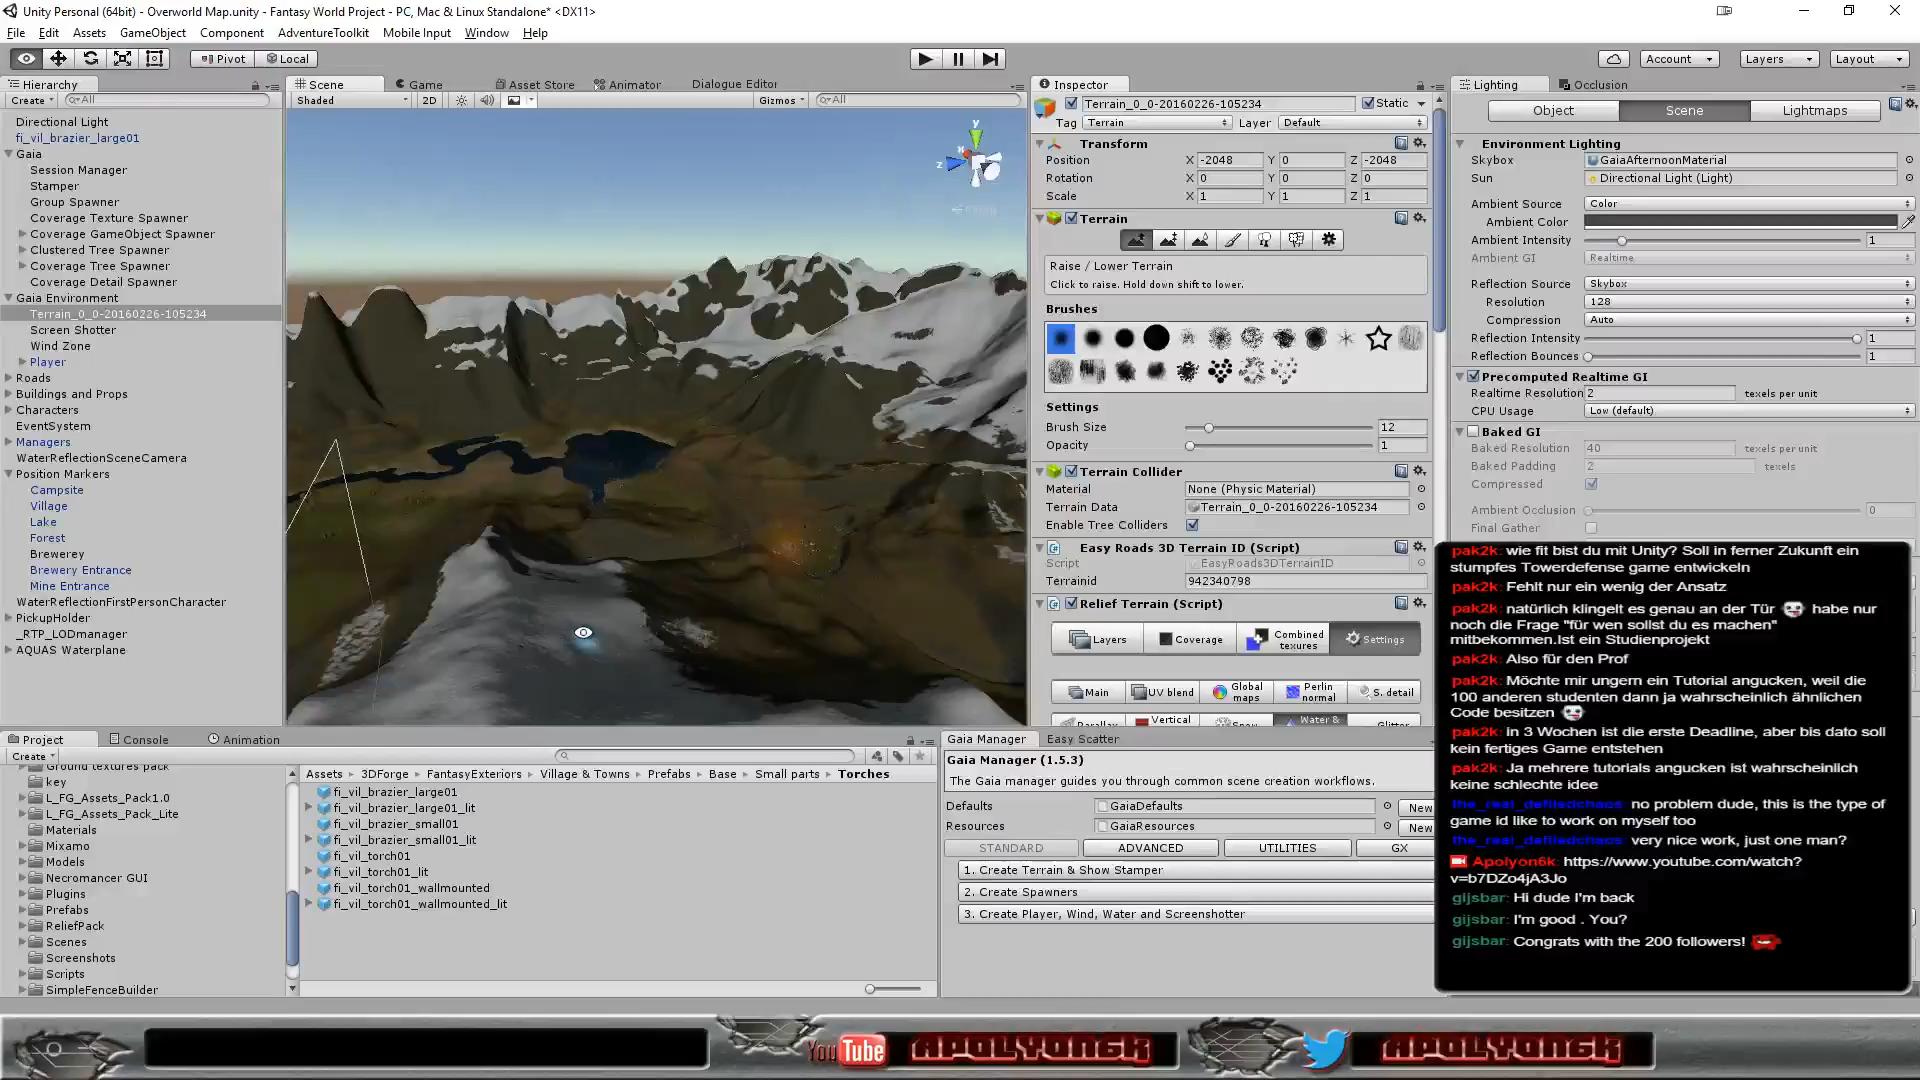 Unity Personal (64bit) - Overworld Map.unity - Fantasy World Project - PC, Mac & Linux Standalone* <DX11>
File Edit Assets GameObject Component AdventureToolkit Mobile Input Window Help
Pivot Local
Account Layers Layout
Hierarchy
Create All
Directional Light
fi_vil_brazier_large01
Gaia
Session Manager
Stamper
Group Spawner
Coverage Texture Spawner
Coverage GameObject Spawner
Clustered Tree Spawner
Coverage Tree Spawner
Coverage Detail Spawner
Gaia Environment
Terrain_0_0-20160226-105234
Screen Shotter
Wind Zone
Player
Roads
Buildings and Props
Characters
EventSystem
Managers
WaterReflectionSceneCamera
Position Markers
Campsite
Village
Lake
Forest
Brewerey
Brewery Entrance
Mine Entrance
WaterReflectionFirstPersonCharacter
PickupHolder
_RTP_LODmanager
AQUAS Waterplane
Scene Game Asset Store Animator Dialogue Editor
Shaded 2D Gizmos All
y
x
z
Inspector
Terrain_0_0-20160226-105234 Static
Tag Terrain Layer Default
Transform
Position X -2048 Y 0 Z -2048
Rotation X 0 Y 0 Z 0
Scale X 1 Y 1 Z 1
Terrain
Raise / Lower Terrain
Click to raise. Hold down shift to lower.
Brushes
Settings
Brush Size 12
Opacity 1
Terrain Collider
Material None (Physic Material)
Terrain Data Terrain_0_0-20160226-105234
Enable Tree Colliders
Easy Roads 3D Terrain ID (Script)
Script EasyRoads3DTerrainID
Terrainid 942340798
Relief Terrain (Script)
Layers Coverage Combined textures Settings
Main UV blend Global maps Perlin normal S. detail
Parallax Vertical Snow Water & Glitter
Lighting Occlusion
Object Scene Lightmaps
Environment Lighting
Skybox GaiaAfternoonMaterial
Sun Directional Light (Light)
Ambient Source Color
Ambient Color
Ambient Intensity 1
Ambient GI Realtime
Reflection Source Skybox
Resolution 128
Compression Auto
Reflection Intensity 1
Reflection Bounces 1
Precomputed Realtime GI
Realtime Resolution 2 texels per unit
CPU Usage Low (default)
Baked GI
Baked Resolution 40 texels per unit
Baked Padding 2 texels
Compressed
Ambient Occlusion 0
Final Gather
pak2k: wie fit bist du mit Unity? Soll in ferner Zukunft ein
stumpfes Towerdefense game entwickeln
pak2k: Fehlt nur ein wenig der Ansatz
pak2k: natürlich klingelt es genau an der Tür habe nur
noch die Frage "für wen sollst du es machen"
mitbekommen.Ist ein Studienprojekt
pak2k: Also für den Prof
pak2k: Möchte mir ungern ein Tutorial angucken, weil die
100 anderen studenten dann ja wahrscheinlich ähnlichen
Code besitzen
pak2k: in 3 Wochen ist die erste Deadline, aber bis dato soll
kein fertiges Game entstehen
pak2k: Ja mehrere tutorials angucken ist wahrscheinlich
keine schlechte idee
the_real_defiledchaos: no problem dude, this is the type of
game id like to work on myself too
the_real_defiledchaos: very nice work, just one man?
Apolyon6k: https://www.youtube.com/watch?
v=b7DZo4jA3Jo
gijsbar: Hi dude I'm back
gijsbar: I'm good . You?
gijsbar: Congrats with the 200 followers!
Project Console Animation
Create
Ground textures pack
key
L_FG_Assets_Pack1.0
L_FG_Assets_Pack_Lite
Materials
Mixamo
Models
Necromancer GUI
Plugins
Prefabs
ReliefPack
Scenes
Screenshots
Scripts
SimpleFenceBuilder
Assets 3DForge FantasyExteriors Village & Towns Prefabs Base Small parts Torches
fi_vil_brazier_large01
fi_vil_brazier_large01_lit
fi_vil_brazier_small01
fi_vil_brazier_small01_lit
fi_vil_torch01
fi_vil_torch01_lit
fi_vil_torch01_wallmounted
fi_vil_torch01_wallmounted_lit
Gaia Manager Easy Scatter
Gaia Manager (1.5.3)
The Gaia manager guides you through common scene creation workflows.
Defaults GaiaDefaults New
Resources GaiaResources New
STANDARD ADVANCED UTILITIES GX
1. Create Terrain & Show Stamper
2. Create Spawners
3. Create Player, Wind, Water and Screenshotter
YouTube APOLYON6K APOLYON6K